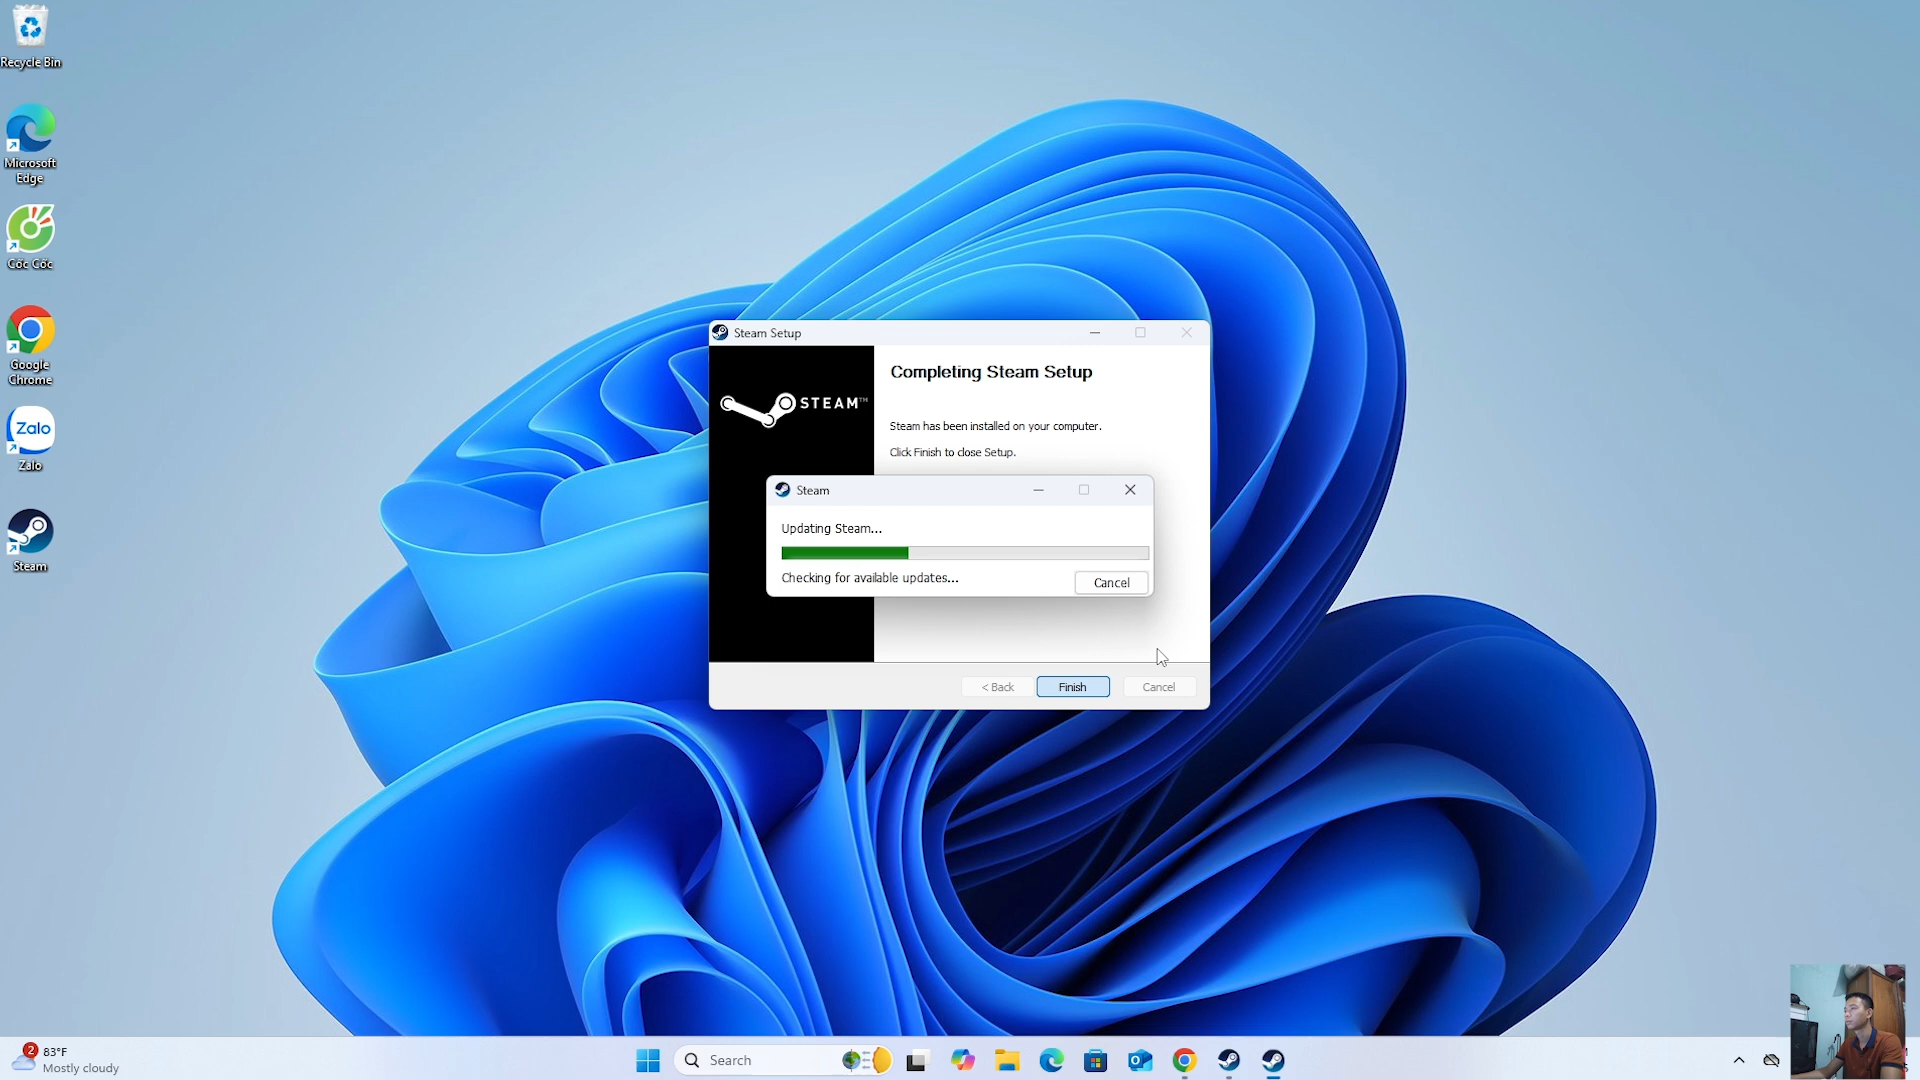 Recycle Bin
Microsoft
Edge
Cốc Cốc
Google
Chrome
Zalo
Zalo
Steam
Steam Setup
STEAM™
Completing Steam Setup
Steam has been installed on your computer.
Click Finish to close Setup.
Steam
Updating Steam...
Checking for available updates...
Cancel
< Back
Finish
Cancel
2
83°F
Mostly cloudy
Search